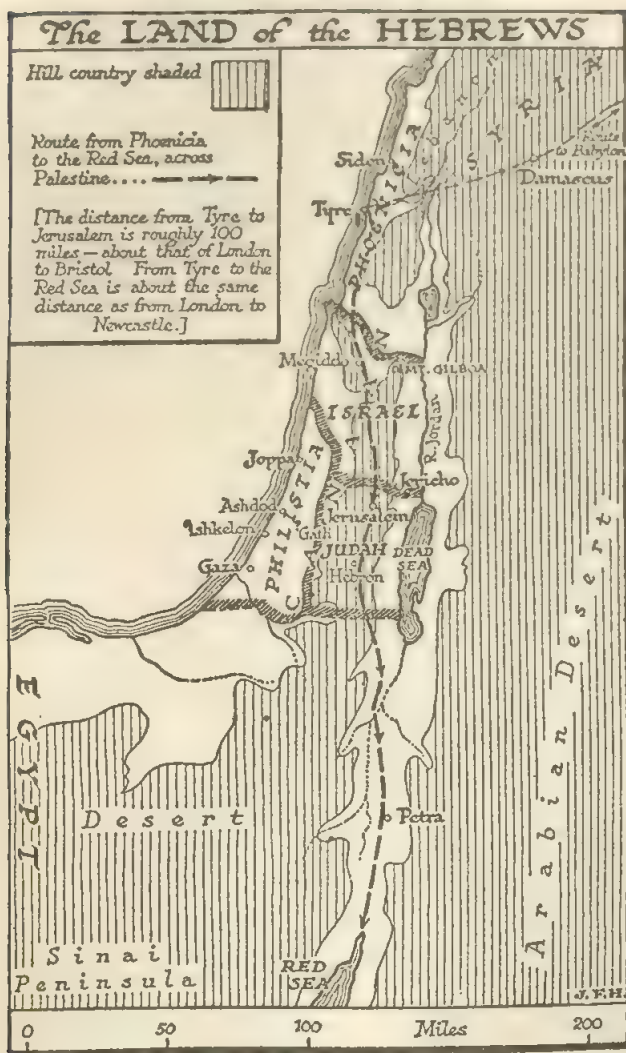 The LAND of the HEBREWS
Hill country shaded
Route from Phoenicia
to the Red Sea, across
Palestine....
[The distance from Tyre to
Jerusalem is roughly 100
miles — about that of London
to Bristol From Tyre to the
Red Sea is about the same
distance as from London to
Newcastle.]
SYRIA
Lebanon
Route
to Babylon
Sidon
Damascus
Tyre
PHOENICIA
Megiddo
MT. GILBOA
ISRAEL
R. Jordan
CANAAN
Joppa
PHILISTIA
Jericho
Ashdod
Jerusalem
Ishkelon
Gath
JUDAH
DEAD
SEA
Gaza
Hebron
EGYPT
Desert
Petra
Arabian Desert
Sinai
Peninsula
RED
SEA
J.F.H.
0 50 100 Miles 200